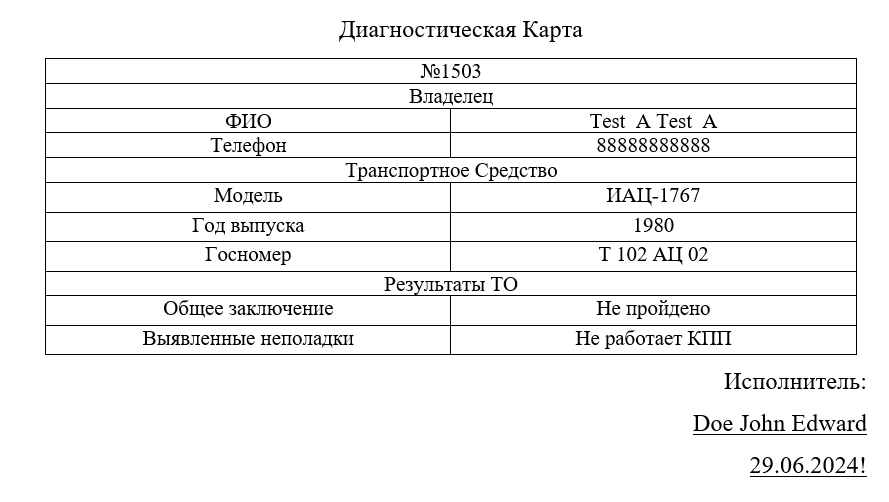 Диагностическая Карта
№1503
Владелец
ФИО Test A Test A
Телефон 88888888888
Транспортное Средство
Модель ИАЦ-1767
Год выпуска 1980
Госномер Т 102 АЦ 02
Результаты ТО
Общее заключение Не пройдено
Выявленные неполадки Не работает КПП
Исполнитель:
Doe John Edward
29.06.2024!